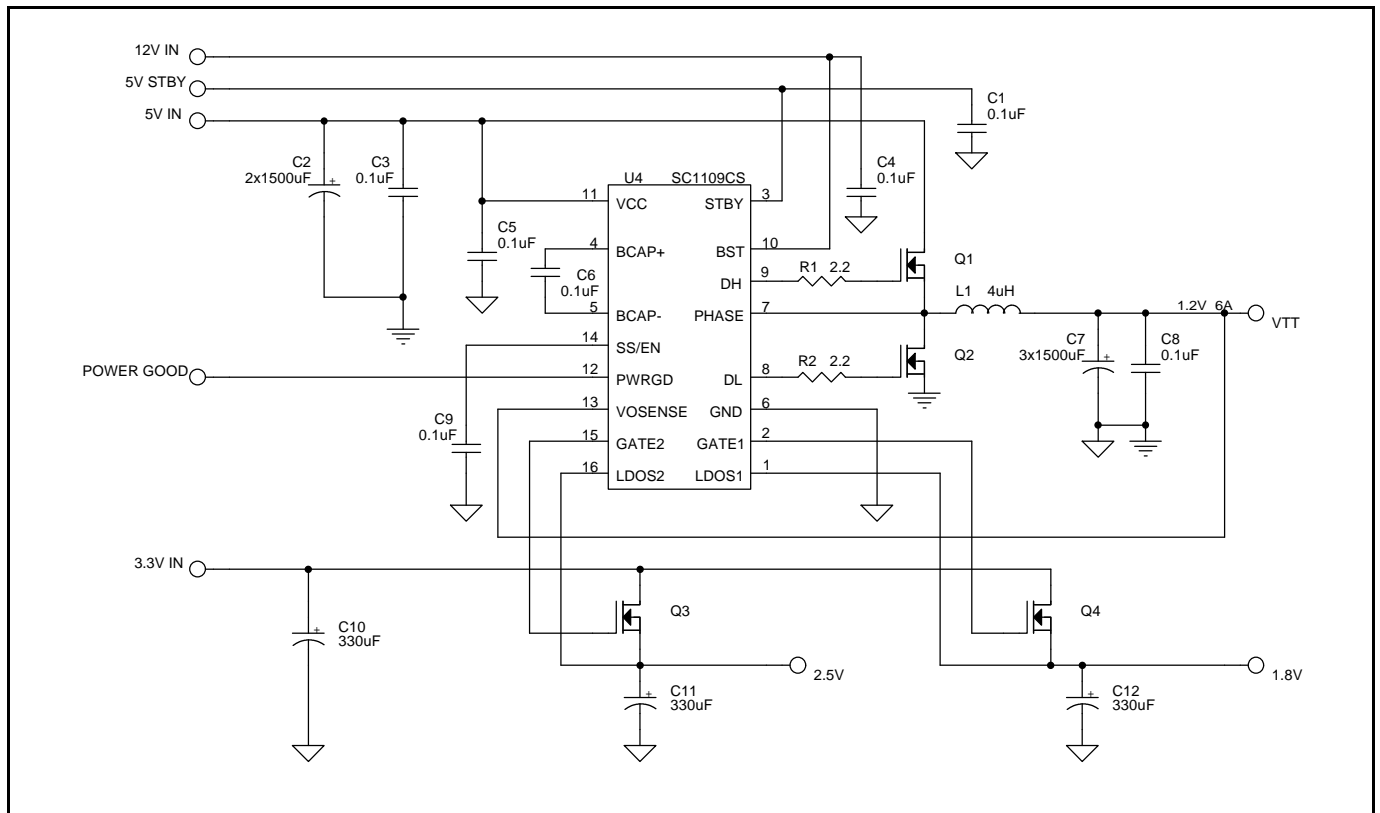 12V IN
5V STBY
5V IN
C1
0.1uF
C2
2x1500uF
+
C3
0.1uF
C4
0.1uF
U4 SC1109CS
11 VCC STBY 3
C5
0.1uF
4 BCAP+ BST 10
C6
0.1uF
DH 9
R1 2.2
Q1
5 BCAP- PHASE 7
L1 4uH
1.2V 6A
VTT
14 SS/EN
POWER GOOD
12 PWRGD DL 8
R2 2.2
Q2
C7
3x1500uF
+
C8
0.1uF
13 VOSENSE GND 6
C9
0.1uF
15 GATE2 GATE1 2
16 LDOS2 LDOS1 1
3.3V IN
Q3
Q4
+
C10
330uF
2.5V
1.8V
+
C11
330uF
+
C12
330uF